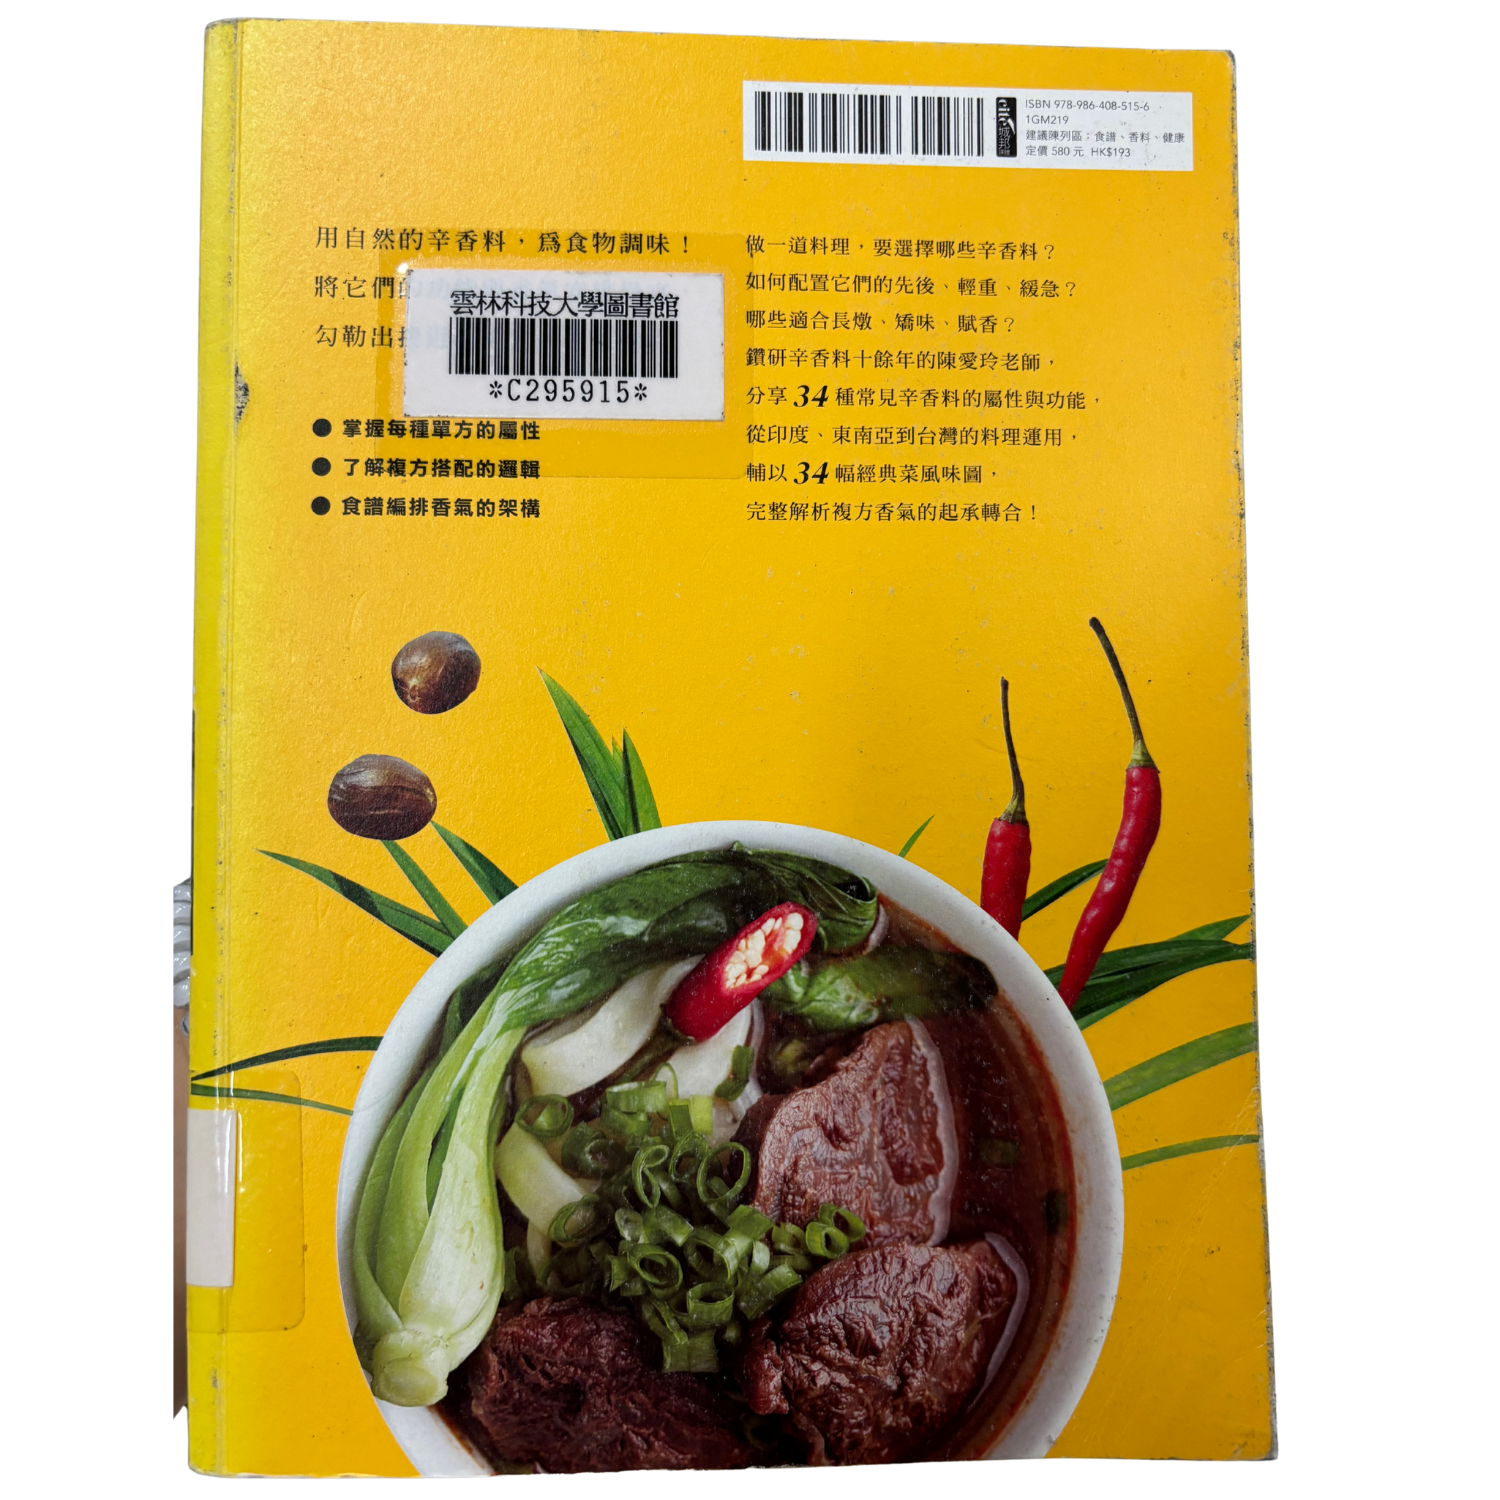 ISBN 978-986-408-515-6
1GM219
建議陳列區：食譜、香料、健康
定價 580 元 HK$193
cite
城邦
用自然的辛香料，爲食物調味！
將它們
勾勒出
雲林科技大學圖書館
*C295915*
● 掌握每種單方的屬性
● 了解複方搭配的邏輯
● 食譜編排香氣的架構
做一道料理，要選擇哪些辛香料？
如何配置它們的先後、輕重、緩急？
哪些適合長燉、矯味、賦香？
鑽研辛香料十餘年的陳愛玲老師，
分享 34 種常見辛香料的屬性與功能，
從印度、東南亞到台灣的料理運用，
輔以 34 幅經典菜風味圖，
完整解析複方香氣的起承轉合！